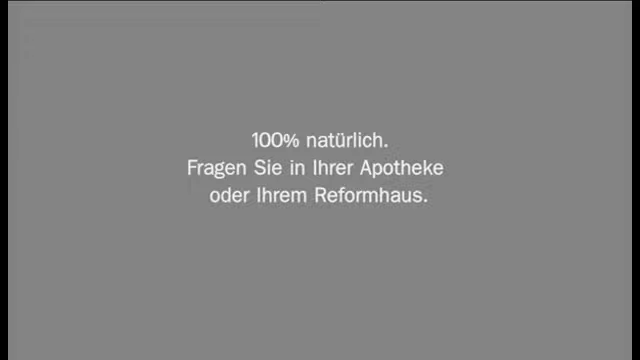 100% natürlich.
Fragen Sie in Ihrer Apotheke
oder Ihrem Reformhaus.